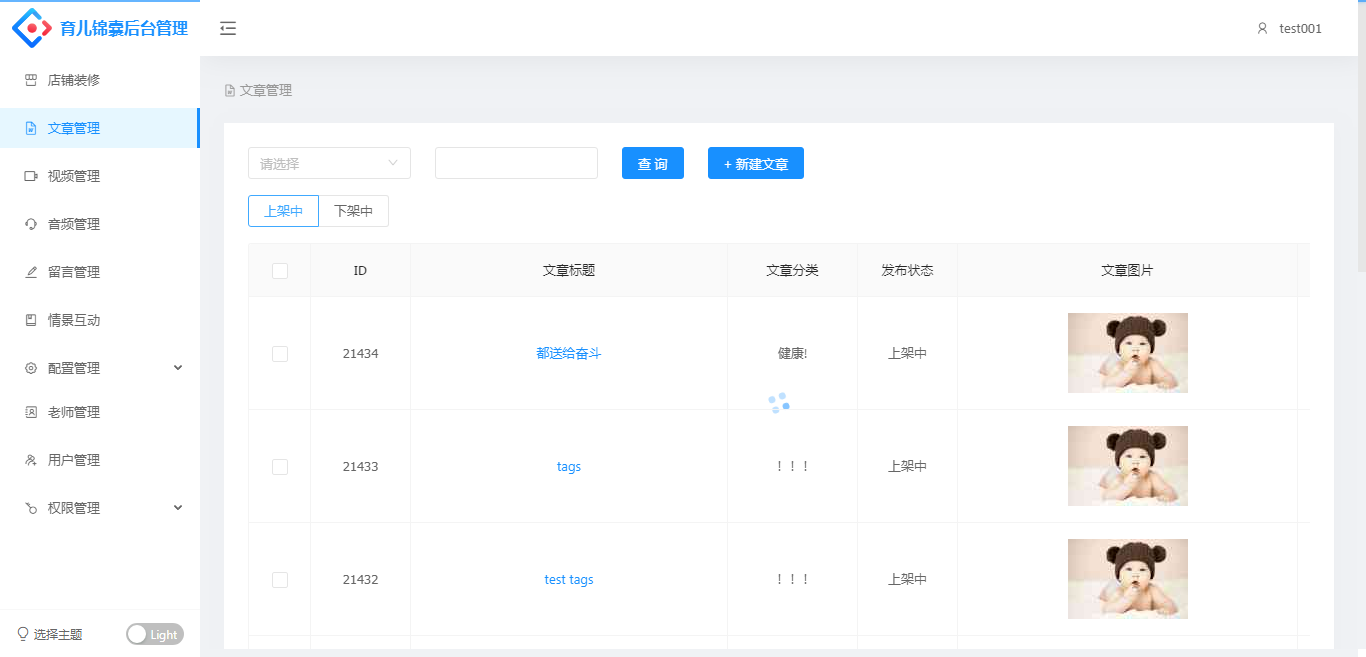 育儿锦囊后台管理
test001
店铺装修
文章管理
视频管理
音频管理
留言管理
情景互动
配置管理
老师管理
用户管理
权限管理
选择主题 Light
文章管理
请选择 查 询 + 新建文章
上架中 下架中
ID 文章标题 文章分类 发布状态 文章图片
21434 都送给奋斗 健康! 上架中
21433 tags ！！！ 上架中
21432 test tags ！！！ 上架中